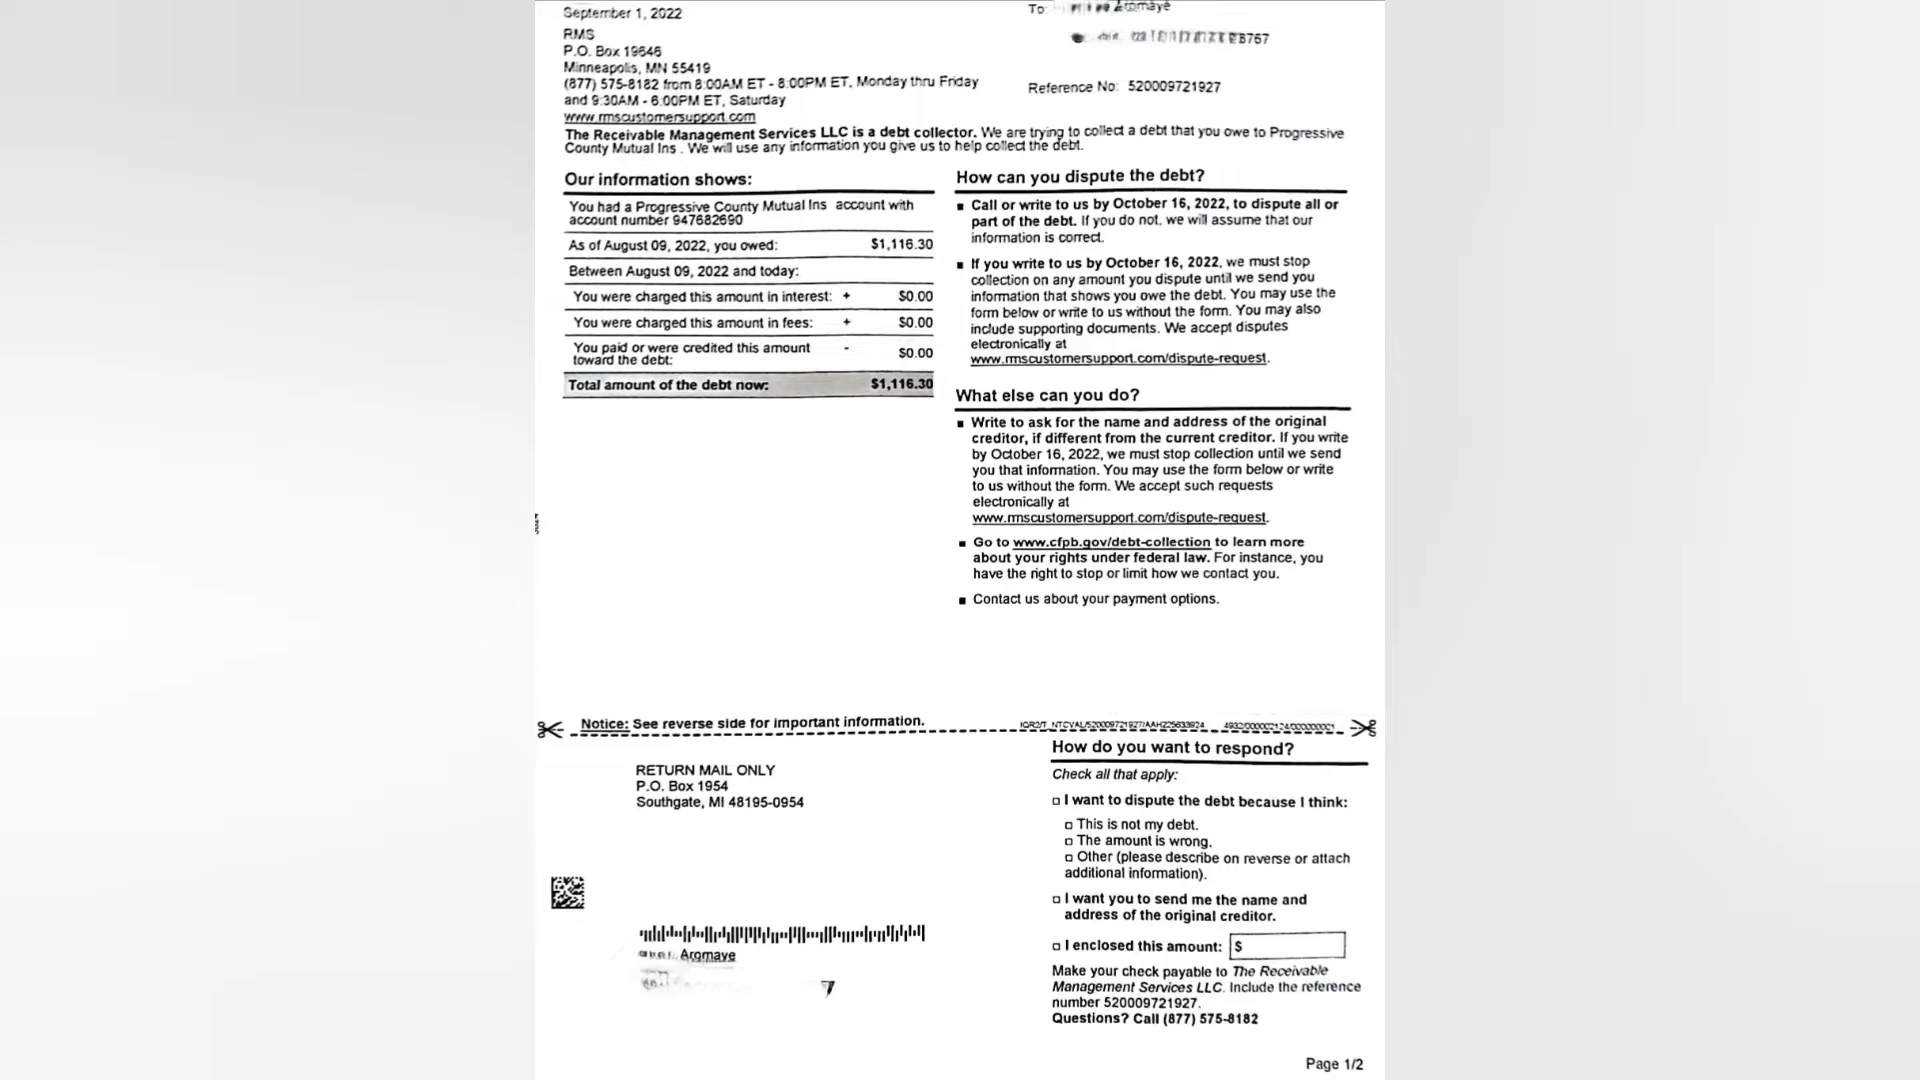 September 1, 2022
RMS
P.O. Box 19646
Minneapolis, MN 55419
(877) 575-8182 from 8:00AM ET - 8:00PM ET, Monday thru Friday
and 9:30AM - 6:00PM ET, Saturday
www.rmscustomersupport.com
To: Aromaye
Reference No: 520009721927
The Receivable Management Services LLC is a debt collector. We are trying to collect a debt that you owe to Progressive
County Mutual Ins . We will use any information you give us to help collect the debt.
Our information shows:
You had a Progressive County Mutual Ins account with
account number 947682690
As of August 09, 2022, you owed: $1,116.30
Between August 09, 2022 and today:
You were charged this amount in interest: + $0.00
You were charged this amount in fees: + $0.00
You paid or were credited this amount - $0.00
toward the debt:
Total amount of the debt now: $1,116.30
How can you dispute the debt?
▪ Call or write to us by October 16, 2022, to dispute all or
part of the debt. If you do not, we will assume that our
information is correct.
▪ If you write to us by October 16, 2022, we must stop
collection on any amount you dispute until we send you
information that shows you owe the debt. You may use the
form below or write to us without the form. You may also
include supporting documents. We accept disputes
electronically at
www.rmscustomersupport.com/dispute-request.
What else can you do?
▪ Write to ask for the name and address of the original
creditor, if different from the current creditor. If you write
by October 16, 2022, we must stop collection until we send
you that information. You may use the form below or write
to us without the form. We accept such requests
electronically at
www.rmscustomersupport.com/dispute-request.
▪ Go to www.cfpb.gov/debt-collection to learn more
about your rights under federal law. For instance, you
have the right to stop or limit how we contact you.
▪ Contact us about your payment options.
Notice: See reverse side for important information.
RETURN MAIL ONLY
P.O. Box 1954
Southgate, MI 48195-0954
Aromaye
How do you want to respond?
Check all that apply:
□ I want to dispute the debt because I think:
□ This is not my debt.
□ The amount is wrong.
□ Other (please describe on reverse or attach
additional information).
□ I want you to send me the name and
address of the original creditor.
□ I enclosed this amount: $
Make your check payable to The Receivable
Management Services LLC. Include the reference
number 520009721927.
Questions? Call (877) 575-8182
Page 1/2